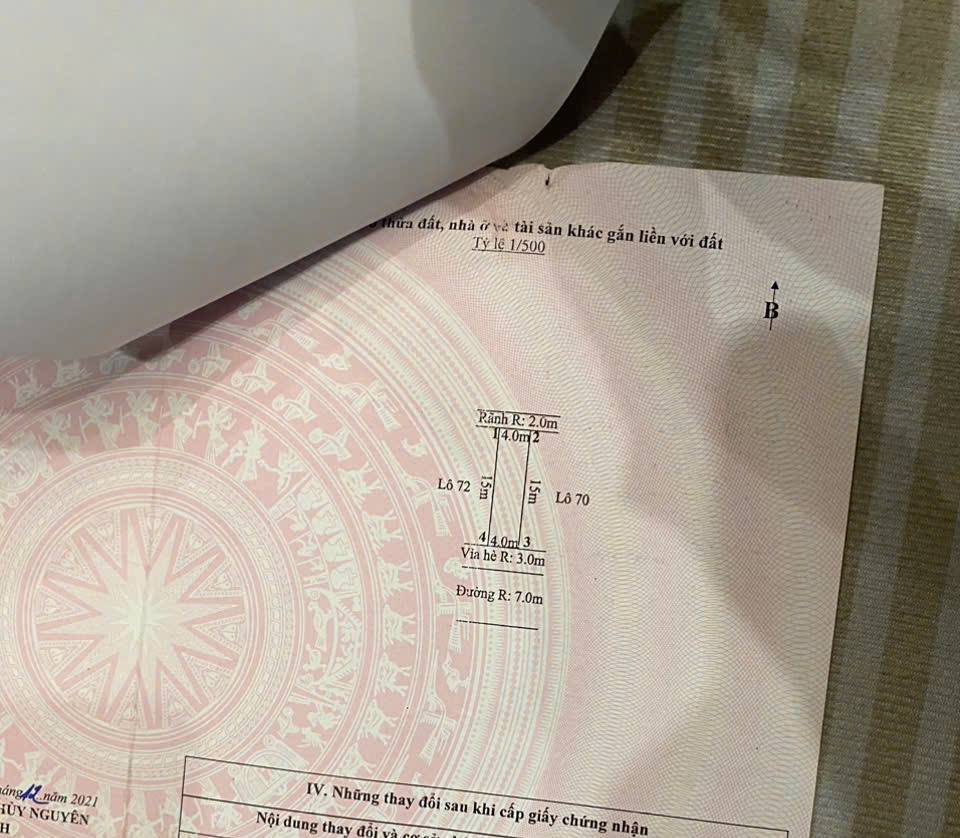 thửa đất, nhà ở và tài sản khác gắn liền với đất
Tỷ lệ 1/500
B
Rãnh R: 2.0m
1 4.0m 2
Lô 72 15m 15m Lô 70
4 4.0m 3
Vỉa hè R: 3.0m
Đường R: 7.0m
12 năm 2021
NGUYÊN
IV. Những thay đổi sau khi cấp giấy chứng nhận
Nội dung thay đổi và